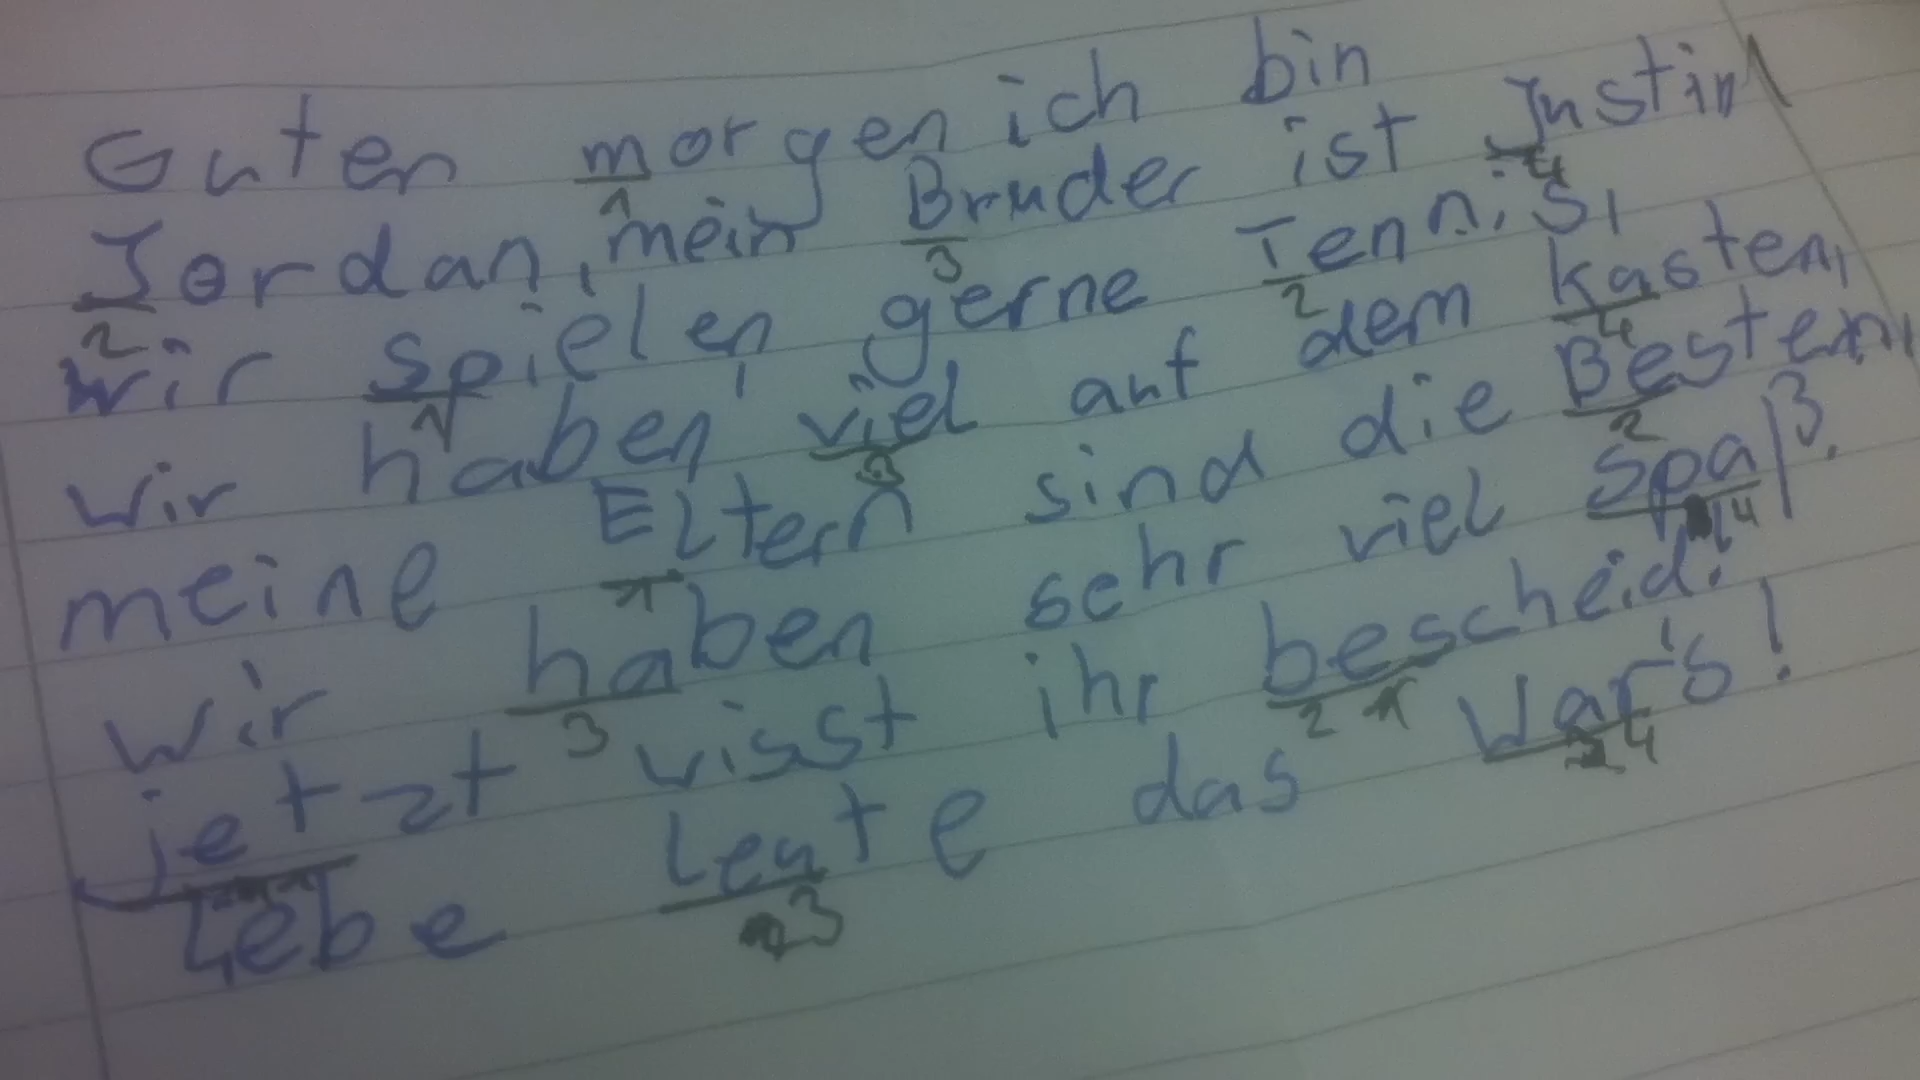 Guten morgen ich bin
Jordan, mein Bruder ist Justin
wir spielen gerne Tennis,
wir haben viel auf dem kasten,
meine Eltern sind die Besten,
wir haben sehr viel Spaß.
jetzt wisst ihr bescheid!
Lebe Leute das War's!